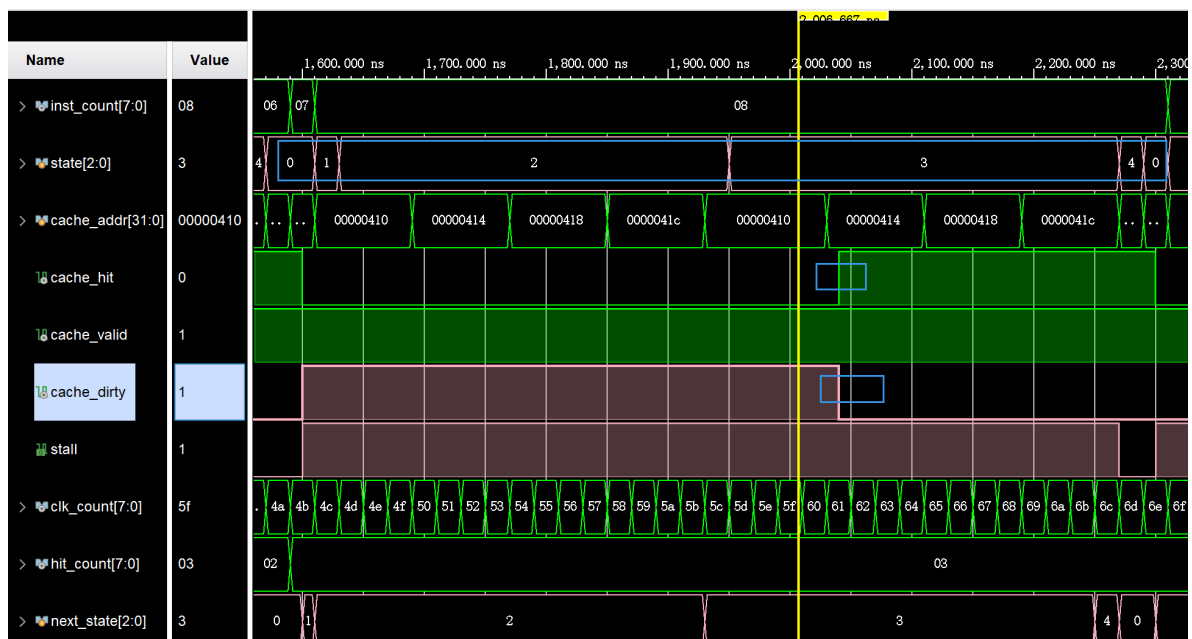 2,006.667 ns
Name Value
1,600.000 ns 1,700.000 ns 1,800.000 ns 1,900.000 ns 2,000.000 ns 2,100.000 ns 2,200.000 ns 2,300
inst_count[7:0] 08 06 07 08
state[2:0] 3 4 0 1 2 3 4 0
cache_addr[31:0] 00000410 . .. .. 00000410 00000414 00000418 0000041c 00000410 00000414 00000418 0000041c .. ..
cache_hit 0
cache_valid 1
cache_dirty 1
stall 1
clk_count[7:0] 5f . 4a 4b 4c 4d 4e 4f 50 51 52 53 54 55 56 57 58 59 5a 5b 5c 5d 5e 5f 60 61 62 63 64 65 66 67 68 69 6a 6b 6c 6d 6e 6f
hit_count[7:0] 03 02 03
next_state[2:0] 3 0 1 2 3 4 0